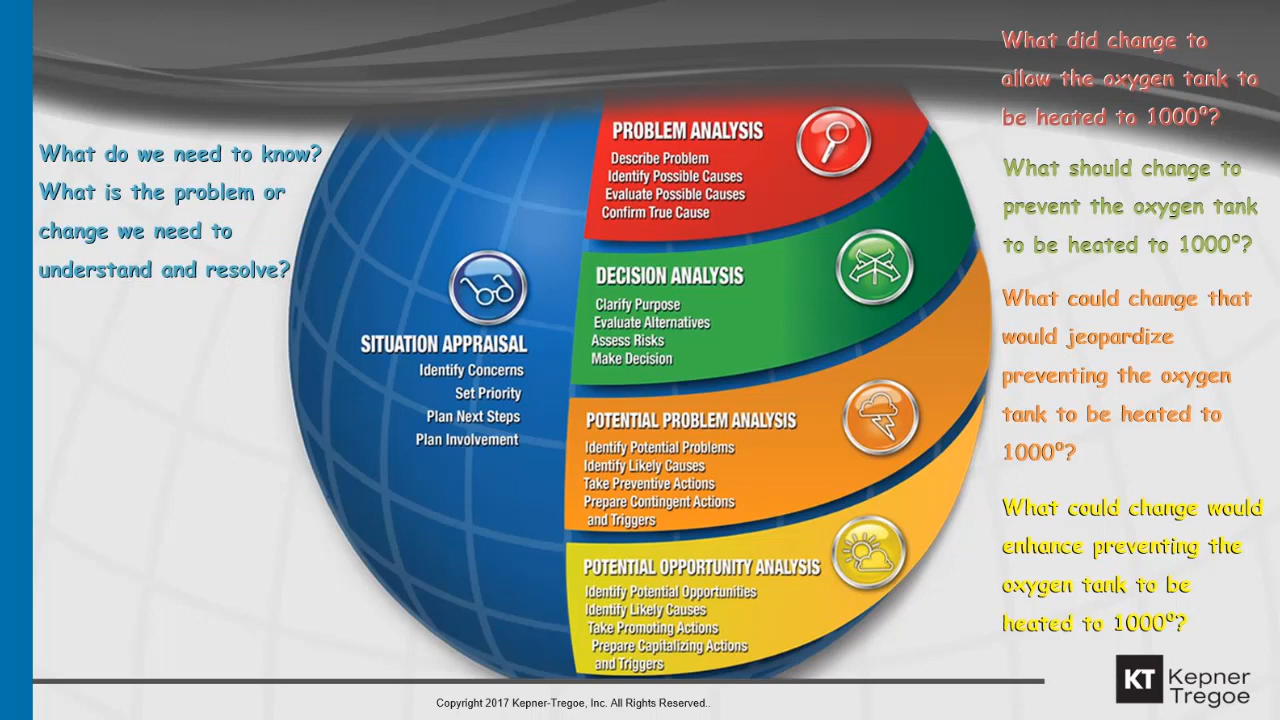 What do we need to know?
What is the problem or
change we need to
understand and resolve?
SITUATION APPRAISAL
Identify Concerns
Set Priority
Plan Next Steps
Plan Involvement
PROBLEM ANALYSIS
Describe Problem
Identify Possible Causes
Evaluate Possible Causes
Confirm True Cause
DECISION ANALYSIS
Clarify Purpose
Evaluate Alternatives
Assess Risks
Make Decision
POTENTIAL PROBLEM ANALYSIS
Identify Potential Problems
Identify Likely Causes
Take Preventive Actions
Prepare Contingent Actions
and Triggers
POTENTIAL OPPORTUNITY ANALYSIS
Identify Potential Opportunities
Identify Likely Causes
Take Promoting Actions
Prepare Capitalizing Actions
and Triggers
What did change to
allow the oxygen tank to
be heated to 1000º?
What should change to
prevent the oxygen tank
to be heated to 1000º?
What could change that
would jeopardize
preventing the oxygen
tank to be heated to
1000º?
What could change would
enhance preventing the
oxygen tank to be
heated to 1000º?
KT Kepner
Tregoe
Copyright 2017 Kepner-Tregoe, Inc. All Rights Reserved..